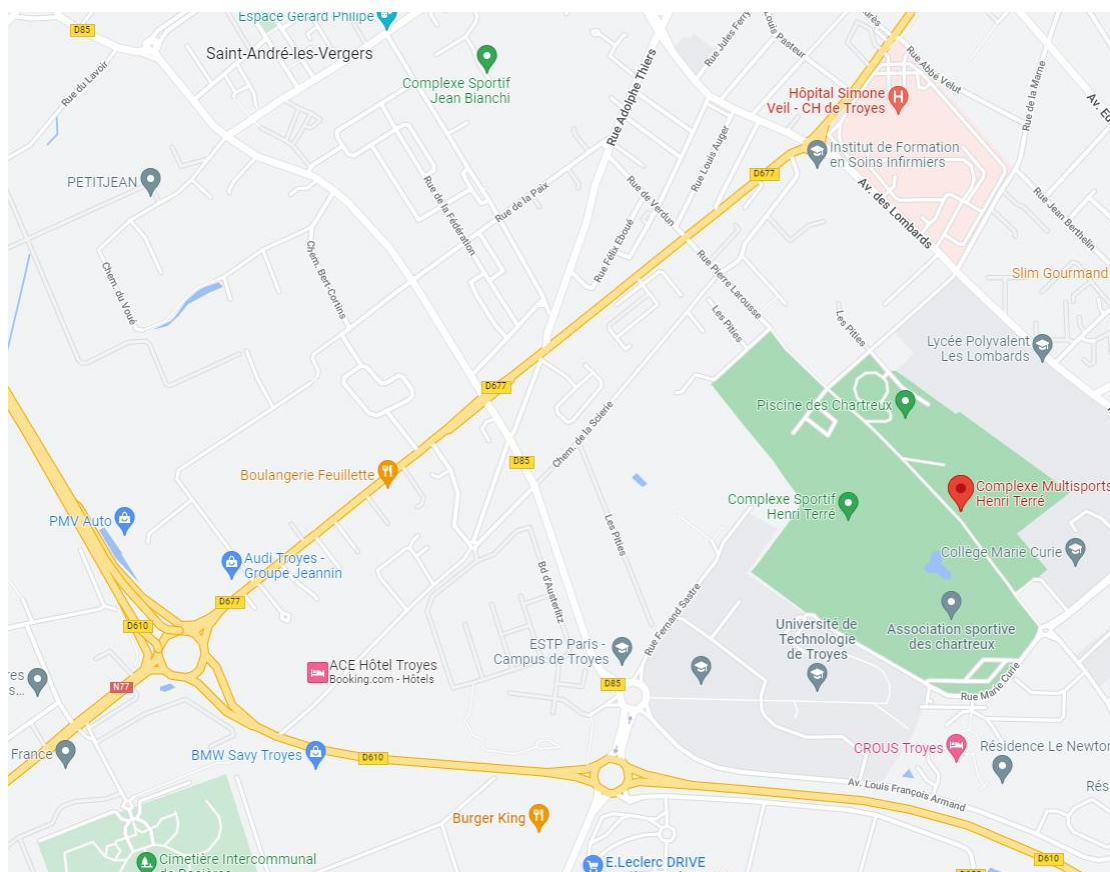 Espace Gérard Philipe
D85
Saint-André-les-Vergers
Rue du Lavoir
Complexe Sportif
Jean Bianchi
Rue Adolphe Thiers
Rue Jules Ferry
Louis Pasteur
Rue Abbé Velut
Rue de la Marne
Hôpital Simone
Veil - CH de Troyes
Institut de Formation
en Soins Infirmiers
D677
Rue Louis Auger
PETITJEAN
Rue de la Fédération
Rue de la Paix
Rue de Verdun
Av. des Lombards
Rue Jean Berthelin
Rue Félix Eboué
Chem. du Voué
Chem. Bert-Cortins
Rue Pierre Larousse
Slim Gourmand
Les Pities
Les Pities
Lycée Polyvalent
Les Lombards
D677
Piscine des Chartreux
Chem. de la Scierie
D85
Boulangerie Feuillette
Complexe Multisports
Henri Terré
Complexe Sportif
Henri Terré
PMV Auto
Les Pities
Collège Marie Curie
Audi Troyes -
Groupe Jeannin
Bd d'Austerlitz
D677
D610
Rue Fernand Sastre
Association sportive
des chartreux
Université de
Technologie
de Troyes
ESTP Paris -
Campus de Troyes
ACE Hôtel Troyes
Booking.com - Hôtels
N77
D85
Rue Marie Curie
France
BMW Savy Troyes
D610
CROUS Troyes
Résidence Le Newton
Av. Louis François Armand
Burger King
Cimetière Intercommunal
E.Leclerc DRIVE
D610